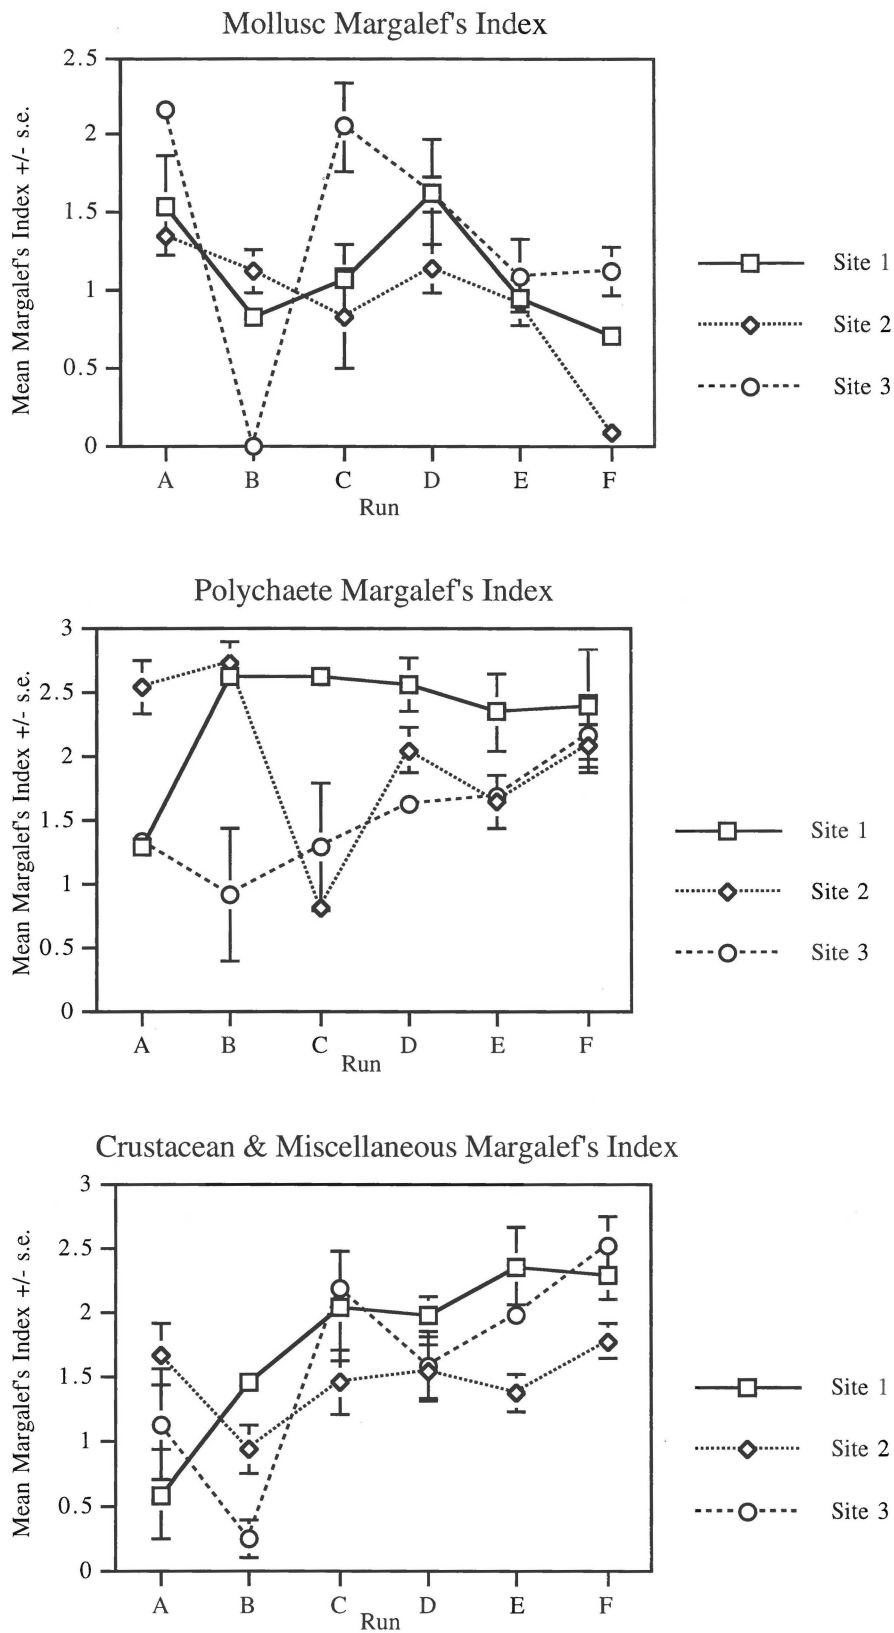 Mollusc Margalef's Index
Mean Margalef's Index +/- s.e.
2.5
2
1.5
1
0.5
0
A B C D E F
Run
Site 1
Site 2
Site 3
Polychaete Margalef's Index
Mean Margalef's Index +/- s.e.
3
2.5
2
1.5
1
0.5
0
A B C D E F
Run
Site 1
Site 2
Site 3
Crustacean & Miscellaneous Margalef's Index
Mean Margalef's Index +/- s.e.
3
2.5
2
1.5
1
0.5
0
A B C D E F
Run
Site 1
Site 2
Site 3